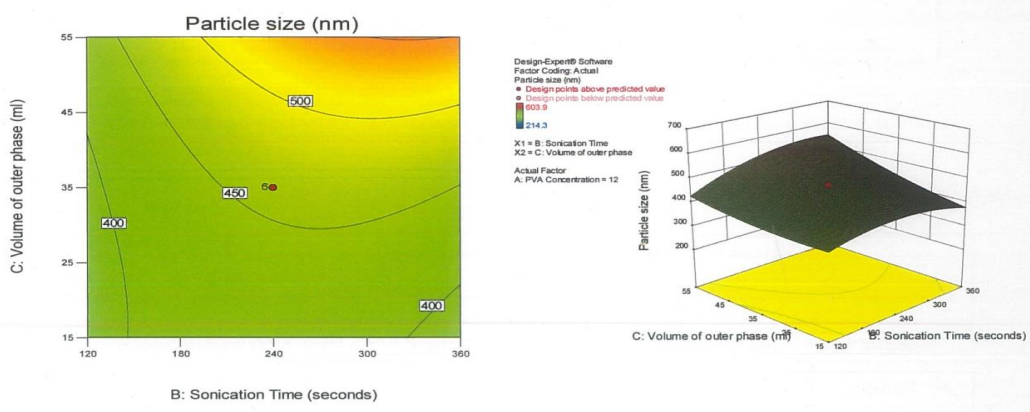 Particle size (nm)
55
45
35
25
15
C: Volume of outer phase (ml)
500
450
400
400
6
120
180
240
300
360
B: Sonication Time (seconds)
Design-Expert® Software
Factor Coding: Actual
Particle size (nm)
Design points above predicted value
Design points below predicted value
603.9
214.3
X1 = B: Sonication Time
X2 = C: Volume of outer phase
Actual Factor
A: PVA Concentration = 12
700
600
500
400
300
200
Particle size (nm)
55
45
35
15
120
240
300
360
C: Volume of outer phase (ml)
B: Sonication Time (seconds)